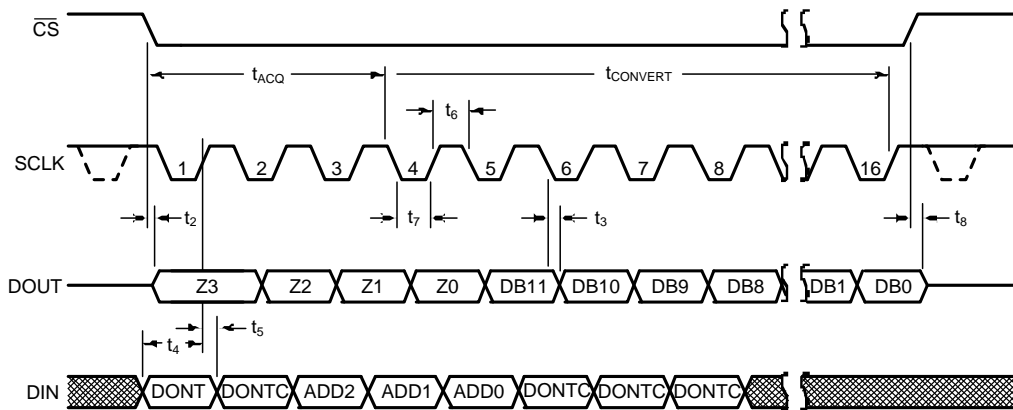 CS
tACQ
tCONVERT
t6
SCLK
1 2 3 4 5 6 7 8 16
t2
t7
t3
t8
DOUT
Z3 Z2 Z1 Z0 DB11 DB10 DB9 DB8 DB1 DB0
t5
t4
DIN
DONT DONTC ADD2 ADD1 ADD0 DONTC DONTC DONTC